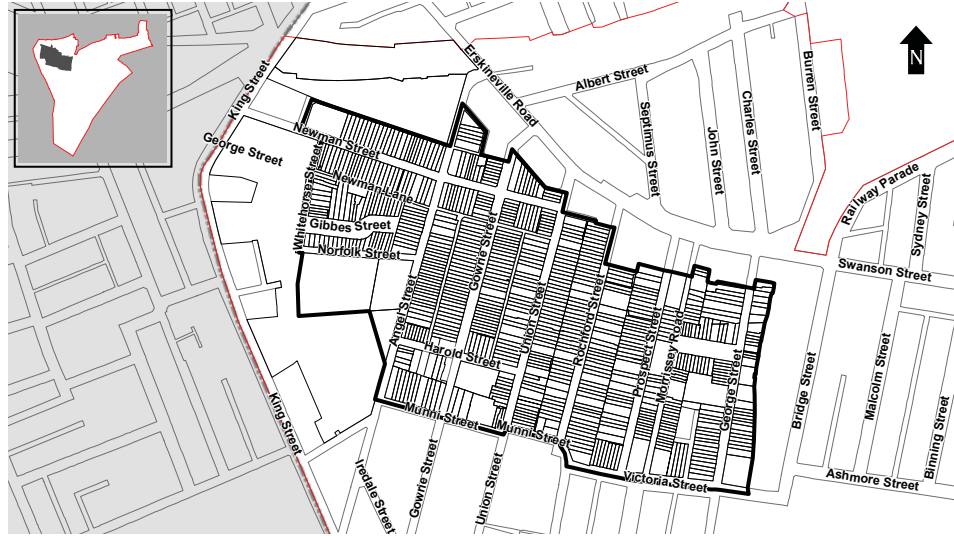 Erskineville Road
Albert Street
Burren Street
N
King Street
Septimus Street
Charles Street
John Street
George Street
Newman Street
Newman Lane
Whitehorse Street
Gibbes Street
Norfolk Street
Railway Parade
Sydney Street
Swanson Street
Gowrie Street
Angel Street
Union Street
Rochford Street
Prospect Street
Morrissey Road
George Street
Harold Street
Bridge Street
Malcolm Street
Binning Street
King Street
Munni Street
Munni Street
Iredale Street
Gowrie Street
Union Street
Victoria Street
Ashmore Street